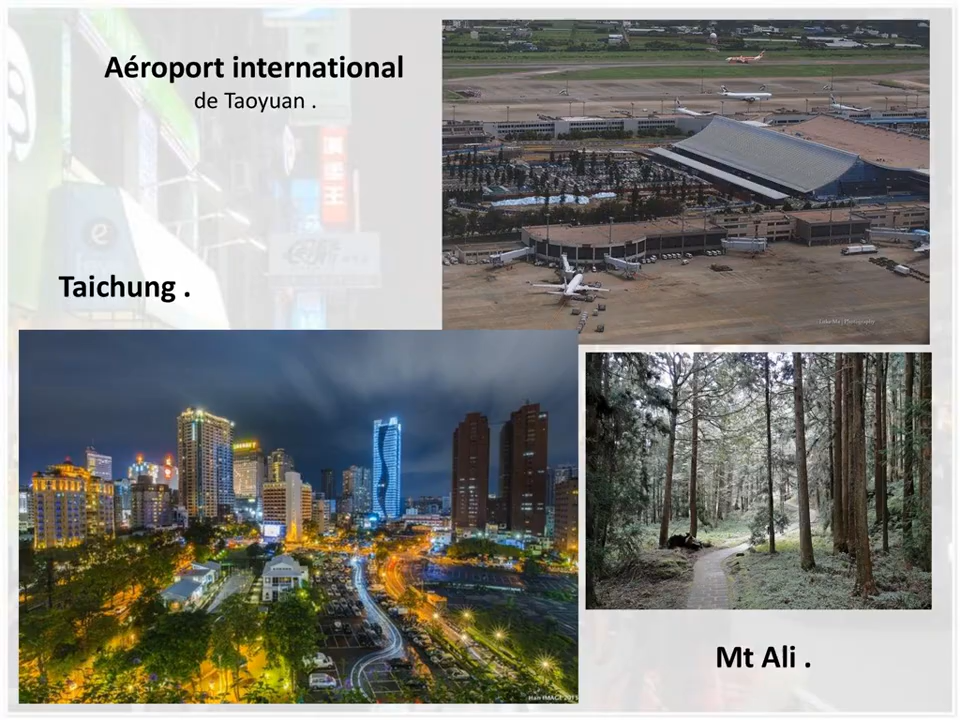 Aéroport international
de Taoyuan .
Taichung .
Mt Ali .